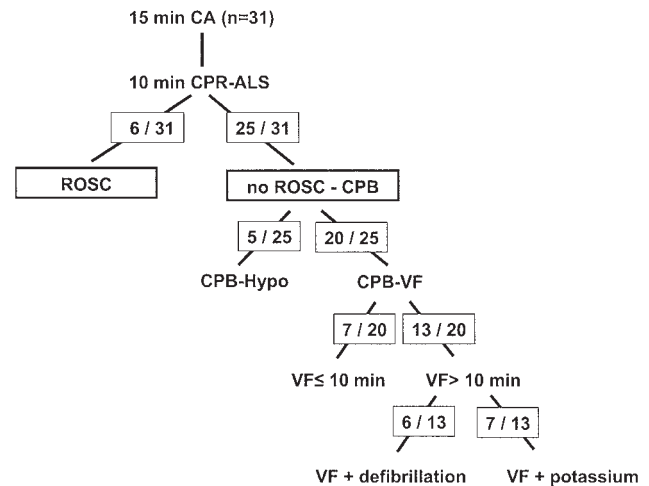 15 min CA (n=31)
10 min CPR-ALS
6 / 31
25 / 31
ROSC
no ROSC - CPB
5 / 25
20 / 25
CPB-Hypo
CPB-VF
7 / 20
13 / 20
VF≤ 10 min
VF> 10 min
6 / 13
7 / 13
VF + defibrillation
VF + potassium